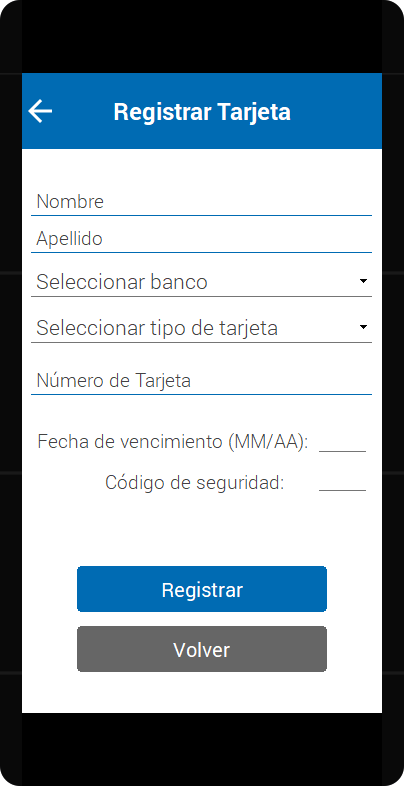 Registrar Tarjeta
Nombre
Apellido
Seleccionar banco
Seleccionar tipo de tarjeta
Número de Tarjeta
Fecha de vencimiento (MM/AA):
Código de seguridad:
Registrar
Volver